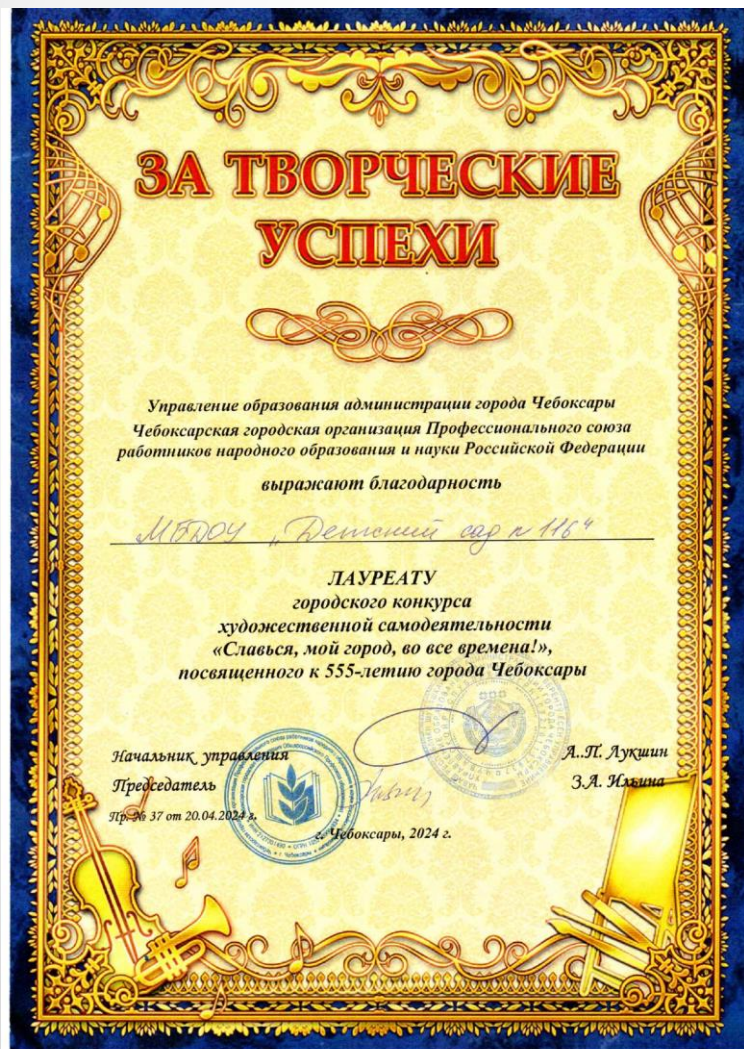 ЗА ТВОРЧЕСКИЕ
УСПЕХИ
Управление образования администрации города Чебоксары
Чебоксарская городская организация Профессионального союза
работников народного образования и науки Российской Федерации
выражают благодарность
МБДОУ „Детский сад № 116“
ЛАУРЕАТУ
городского конкурса
художественной самодеятельности
«Славься, мой город, во все времена!»,
посвященного к 555-летию города Чебоксары
Начальник управления А.П. Лукшин
Председатель З.А. Ильина
Пр. № 37 от 20.04.2024 г.
г. Чебоксары, 2024 г.